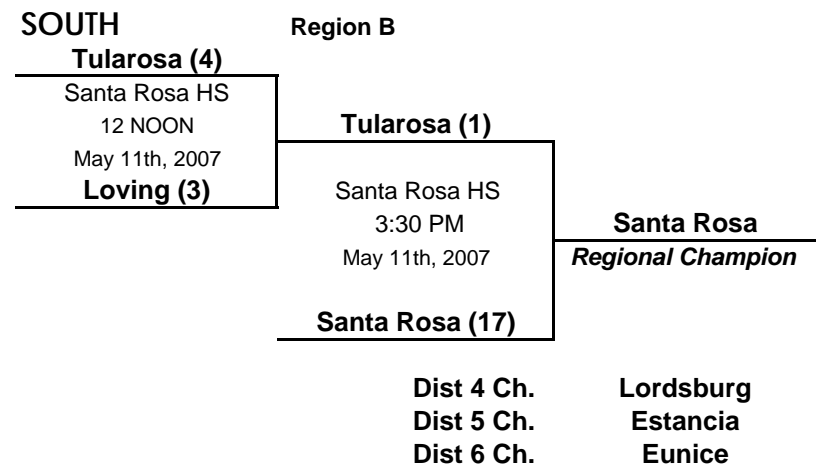 SOUTH Region B
Tularosa (4)
Santa Rosa HS
12 NOON
May 11th, 2007
Loving (3)
Tularosa (1)
Santa Rosa HS
3:30 PM
May 11th, 2007
Santa Rosa (17)
Santa Rosa
Regional Champion
Dist 4 Ch. Lordsburg
Dist 5 Ch. Estancia
Dist 6 Ch. Eunice